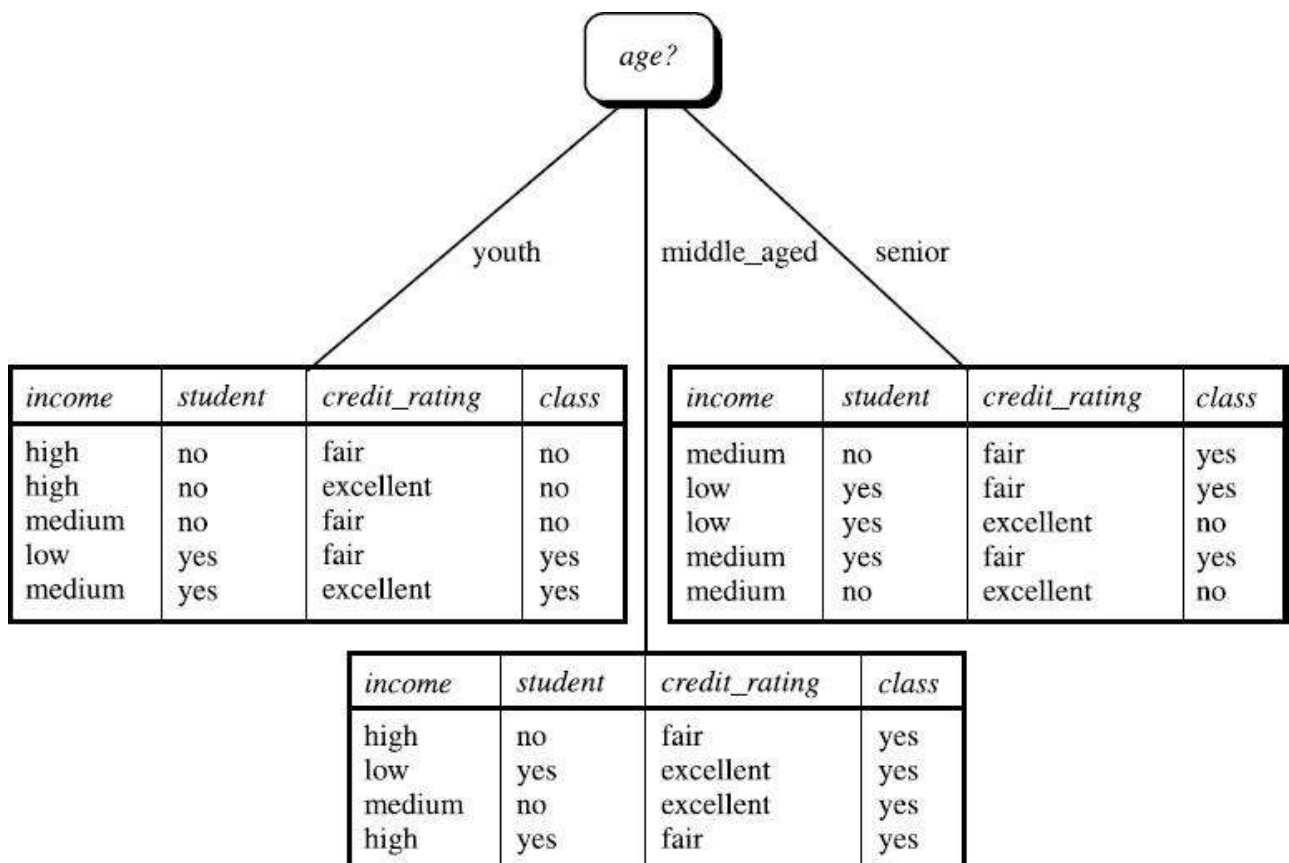 age?
youth middle_aged senior
income student credit_rating class
high no fair no
high no excellent no
medium no fair no
low yes fair yes
medium yes excellent yes
income student credit_rating class
medium no fair yes
low yes fair yes
low yes excellent no
medium yes fair yes
medium no excellent no
income student credit_rating class
high no fair yes
low yes excellent yes
medium no excellent yes
high yes fair yes